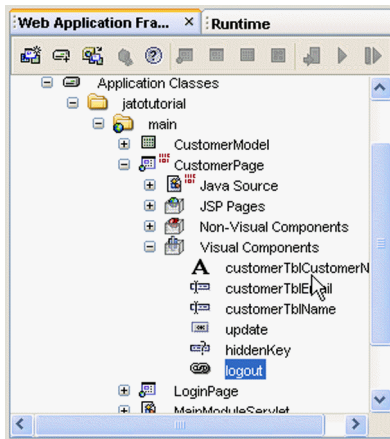 Web Application Fra... × Runtime
Application Classes
jatotutorial
main
CustomerModel
CustomerPage
Java Source
JSP Pages
Non-Visual Components
Visual Components
customerTblCustomerN
customerTblEmail
customerTblName
update
hiddenKey
logout
LoginPage
MainModuleServlet